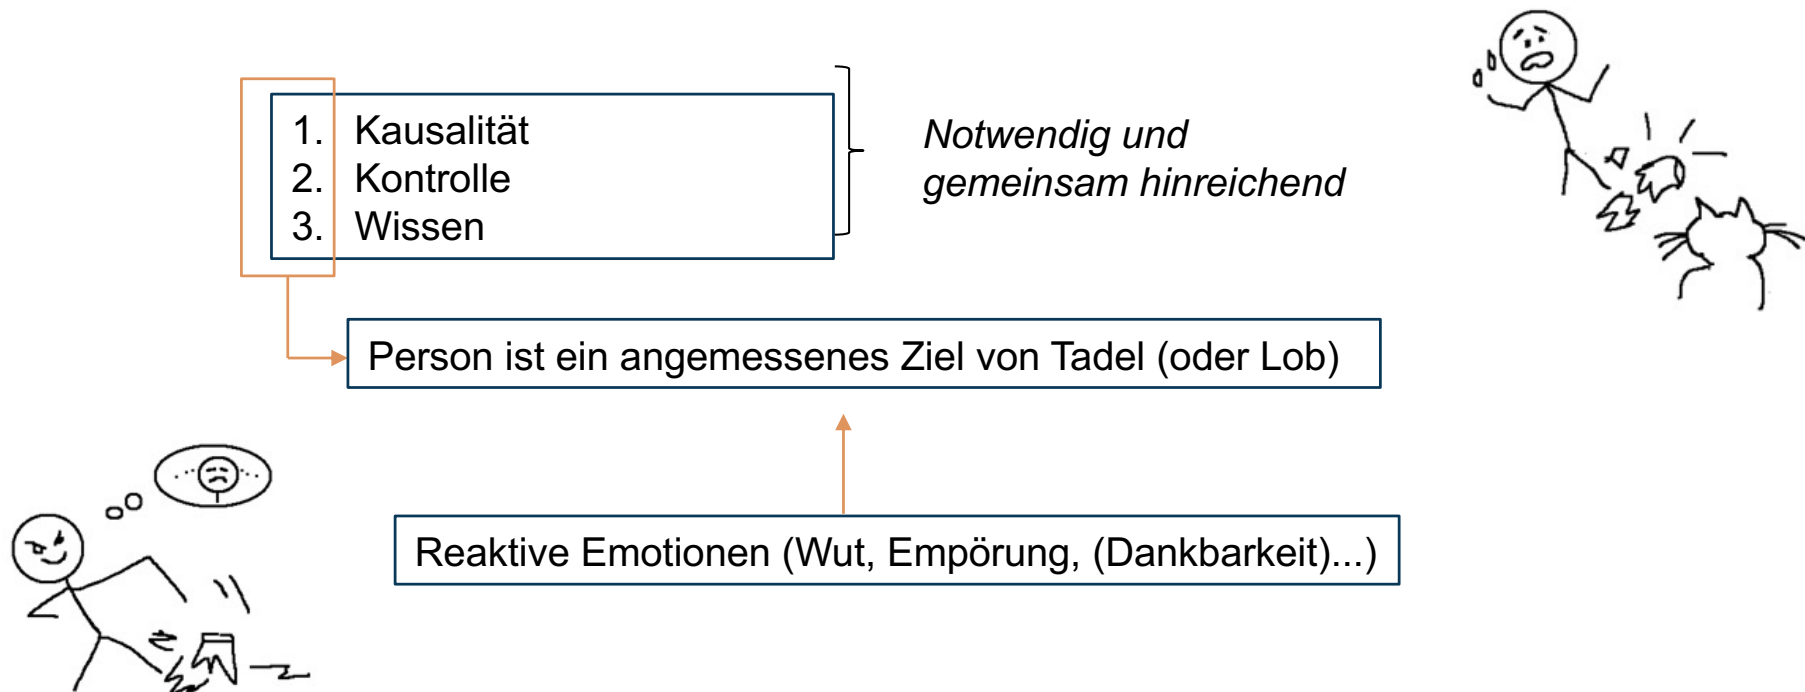 1. Kausalität
2. Kontrolle
3. Wissen
Notwendig und
gemeinsam hinreichend
Person ist ein angemessenes Ziel von Tadel (oder Lob)
Reaktive Emotionen (Wut, Empörung, (Dankbarkeit)...)